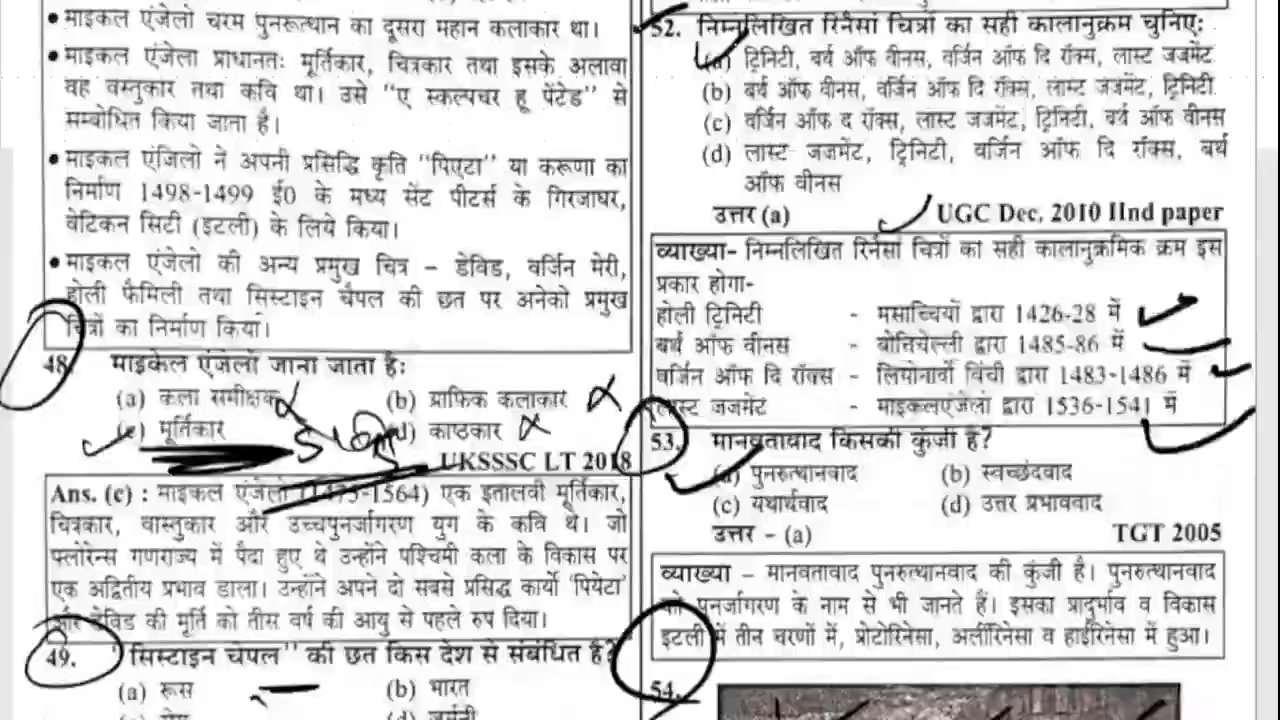 • माइकल एंजेलो चरम पुनरूत्थान का दूसरा महान कलाकार था।
• माइकल एंजेला प्रधानतः मूर्तिकार, चित्रकार तथा इसके अलावा
वह वस्तुकार तथा कवि था। उसे "ए स्कल्पचर हू पेंटेड" से
सम्बोधित किया जाता है।
• माइकल एंजिलो ने अपनी प्रसिद्धि कृति "पिएटा" या करूणा का
निर्माण 1498-1499 ई0 के मध्य सेंट पीटर्स के गिरजाघर,
वेटिकन सिटी (इटली) के लिये किया।
• माइकल एंजेलो की अन्य प्रमुख चित्र – डेविड, वर्जिन मेरी,
होली फैमिली तथा सिस्टाइन चैपल की छत पर अनेको प्रमुख
चित्रों का निर्माण किया।
48. माइकेल एंजेलो जाना जाता है:
(a) कला समीक्षक (b) ग्राफिक कलाकार
(c) मूर्तिकार (d) काष्ठकार
UKSSSC LT 2018
Ans. (c) : माइकल एंजेलो (1475-1564) एक इतालवी मूर्तिकार,
चित्रकार, वास्तुकार और उच्चपुनर्जागरण युग के कवि थे। जो
फ्लोरेन्स गणराज्य में पैदा हुए थे उन्होंने पश्चिमी कला के विकास पर
एक अद्वितीय प्रभाव डाला। उन्होंने अपने दो सबसे प्रसिद्ध कार्यो 'पियेटा'
और डेविड की मूर्ति को तीस वर्ष की आयु से पहले रुप दिया।
49. "सिस्टाइन चेपल" की छत किस देश से संबंधित है?
(a) रूस (b) भारत
(d) जर्मनी
52. निम्नलिखित रिनैसां चित्रों का सही कालानुक्रम चुनिए:
(a) ट्रिनिटी, बर्थ ऑफ वीनस, वर्जिन ऑफ दि रॉक्स, लास्ट जजमेंट
(b) बर्थ ऑफ वीनस, वर्जिन ऑफ दि रॉक्स, लास्ट जजमेंट, ट्रिनिटी
(c) वर्जिन ऑफ द रॉक्स, लास्ट जजमेंट, ट्रिनिटी, बर्थ ऑफ वीनस
(d) लास्ट जजमेंट, ट्रिनिटी, वर्जिन ऑफ दि रॉक्स, बर्थ
ऑफ वीनस
उत्तर (a) UGC Dec. 2010 IInd paper
व्याख्या– निम्नलिखित रिनैसां चित्रों का सही कालानुक्रमिक क्रम इस
प्रकार होगा-
होली ट्रिनिटी - मसाच्चियों द्वारा 1426-28 में
बर्थ ऑफ वीनस - बोत्तिचेल्ली द्वारा 1485-86 में
वर्जिन ऑफ दि रॉक्स - लियोनार्वो विंची द्वारा 1483-1486 में
लास्ट जजमेंट - माइकलएंजेलो द्वारा 1536-1541 में
53. मानवतावाद किसकी कुंजी है?
(a) पुनरुत्थानवाद (b) स्वच्छंदवाद
(c) यथार्थवाद (d) उत्तर प्रभाववाद
उत्तर – (a) TGT 2005
व्याख्या – मानवतावाद पुनरुत्थानवाद की कुंजी है। पुनरुत्थानवाद
को पुनर्जागरण के नाम से भी जानते हैं। इसका प्रादुर्भाव व विकास
इटली में तीन चरणों में, प्रोटोरिनेसा, अर्लीरिनेसा व हाईरिनेसा में हुआ।
54.